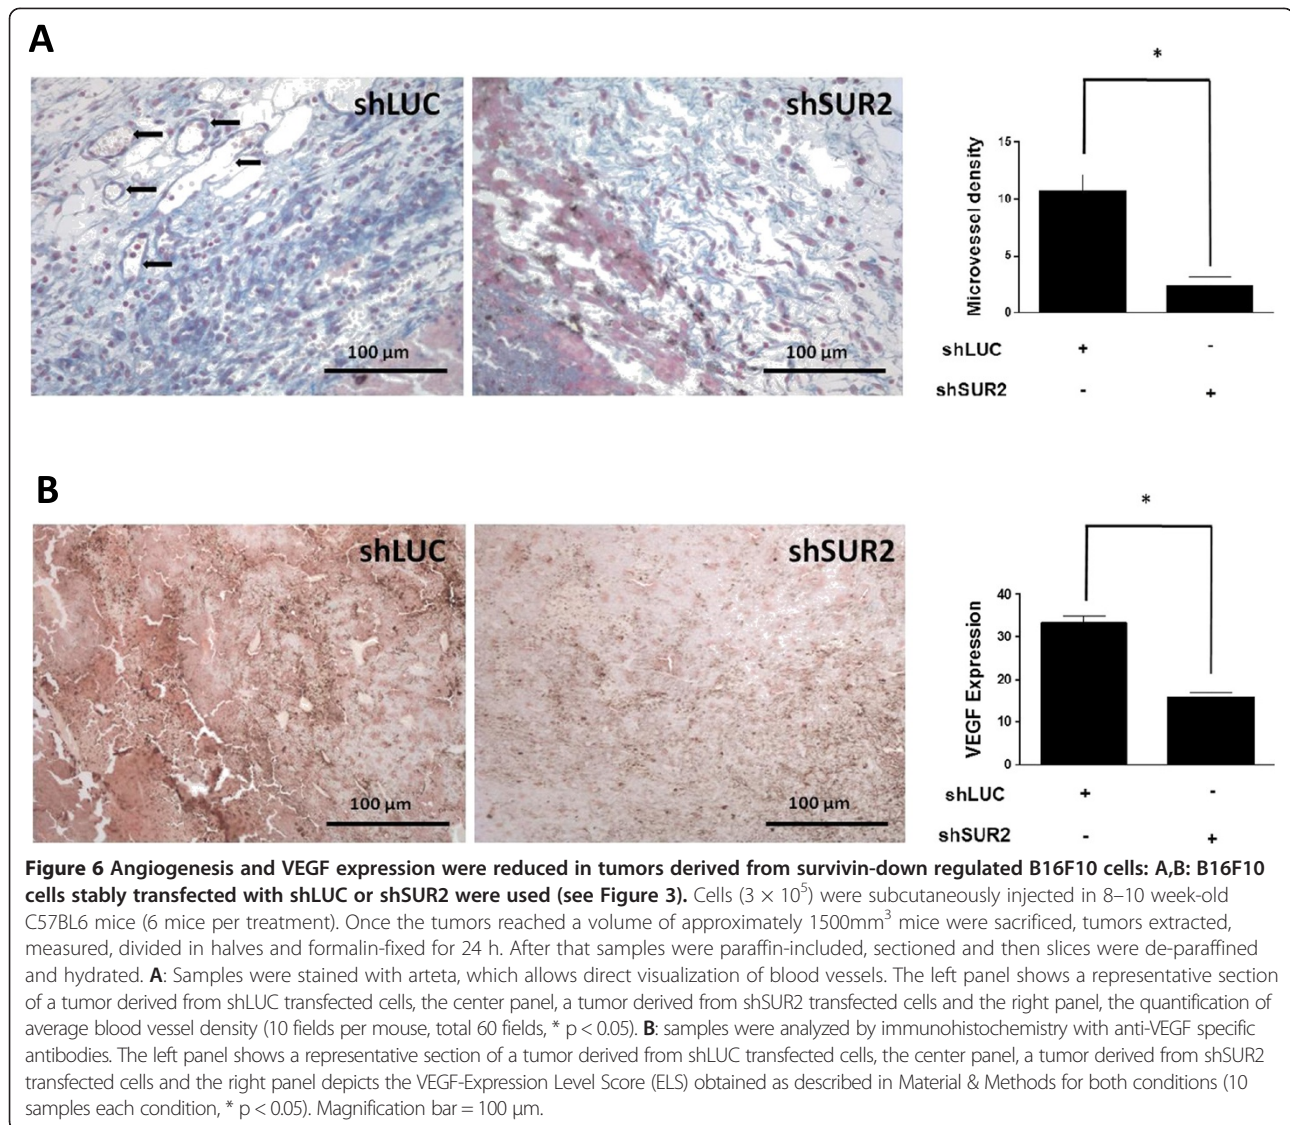 A
shLUC
100 µm
shSUR2
100 µm
*
Microvessel density
15
10
5
0
shLUC + -
shSUR2 - +
B
shLUC
100 µm
shSUR2
100 µm
*
VEGF Expression
40
30
20
10
0
shLUC + -
shSUR2 - +
Figure 6 Angiogenesis and VEGF expression were reduced in tumors derived from survivin-down regulated B16F10 cells: A,B: B16F10
cells stably transfected with shLUC or shSUR2 were used (see Figure 3). Cells (3 × 10⁵) were subcutaneously injected in 8–10 week-old
C57BL6 mice (6 mice per treatment). Once the tumors reached a volume of approximately 1500mm³ mice were sacrificed, tumors extracted,
measured, divided in halves and formalin-fixed for 24 h. After that samples were paraffin-included, sectioned and then slices were de-paraffined
and hydrated. A: Samples were stained with arteta, which allows direct visualization of blood vessels. The left panel shows a representative section
of a tumor derived from shLUC transfected cells, the center panel, a tumor derived from shSUR2 transfected cells and the right panel, the quantification of
average blood vessel density (10 fields per mouse, total 60 fields, * p < 0.05). B: samples were analyzed by immunohistochemistry with anti-VEGF specific
antibodies. The left panel shows a representative section of a tumor derived from shLUC transfected cells, the center panel, a tumor derived from shSUR2
transfected cells and the right panel depicts the VEGF-Expression Level Score (ELS) obtained as described in Material & Methods for both conditions (10
samples each condition, * p < 0.05). Magnification bar = 100 µm.